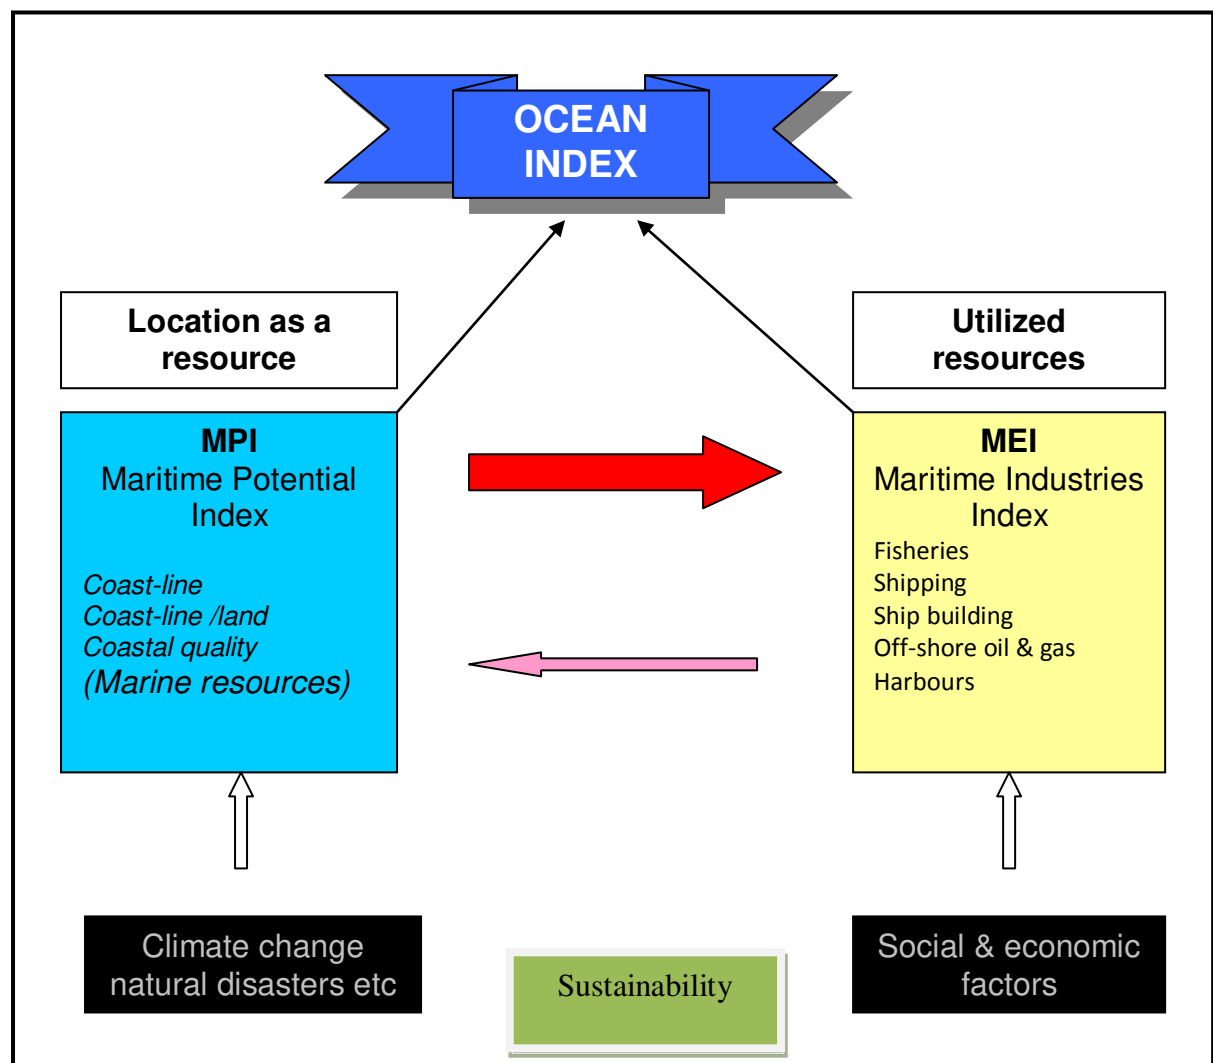 OCEAN
INDEX
Location as a
resource
Utilized
resources
MPI
Maritime Potential
Index
Coast-line
Coast-line /land
Coastal quality
(Marine resources)
MEI
Maritime Industries
Index
Fisheries
Shipping
Ship building
Off-shore oil & gas
Harbours
Climate change
natural disasters etc
Sustainability
Social & economic
factors